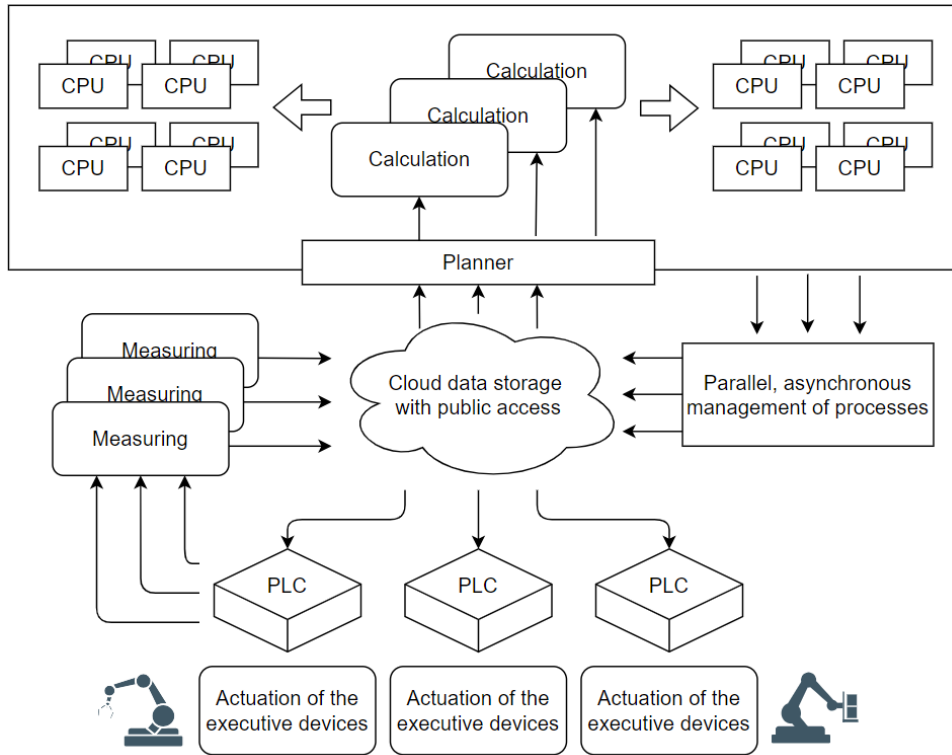 CPU
CPU
CPU
CPU
CPU
CPU
CPU
CPU
Calculation
Calculation
Calculation
CPU
CPU
CPU
CPU
CPU
CPU
CPU
CPU
Planner
Measuring
Measuring
Measuring
Cloud data storage
with public access
Parallel, asynchronous
management of processes
PLC
PLC
PLC
Actuation of the
executive devices
Actuation of the
executive devices
Actuation of the
executive devices